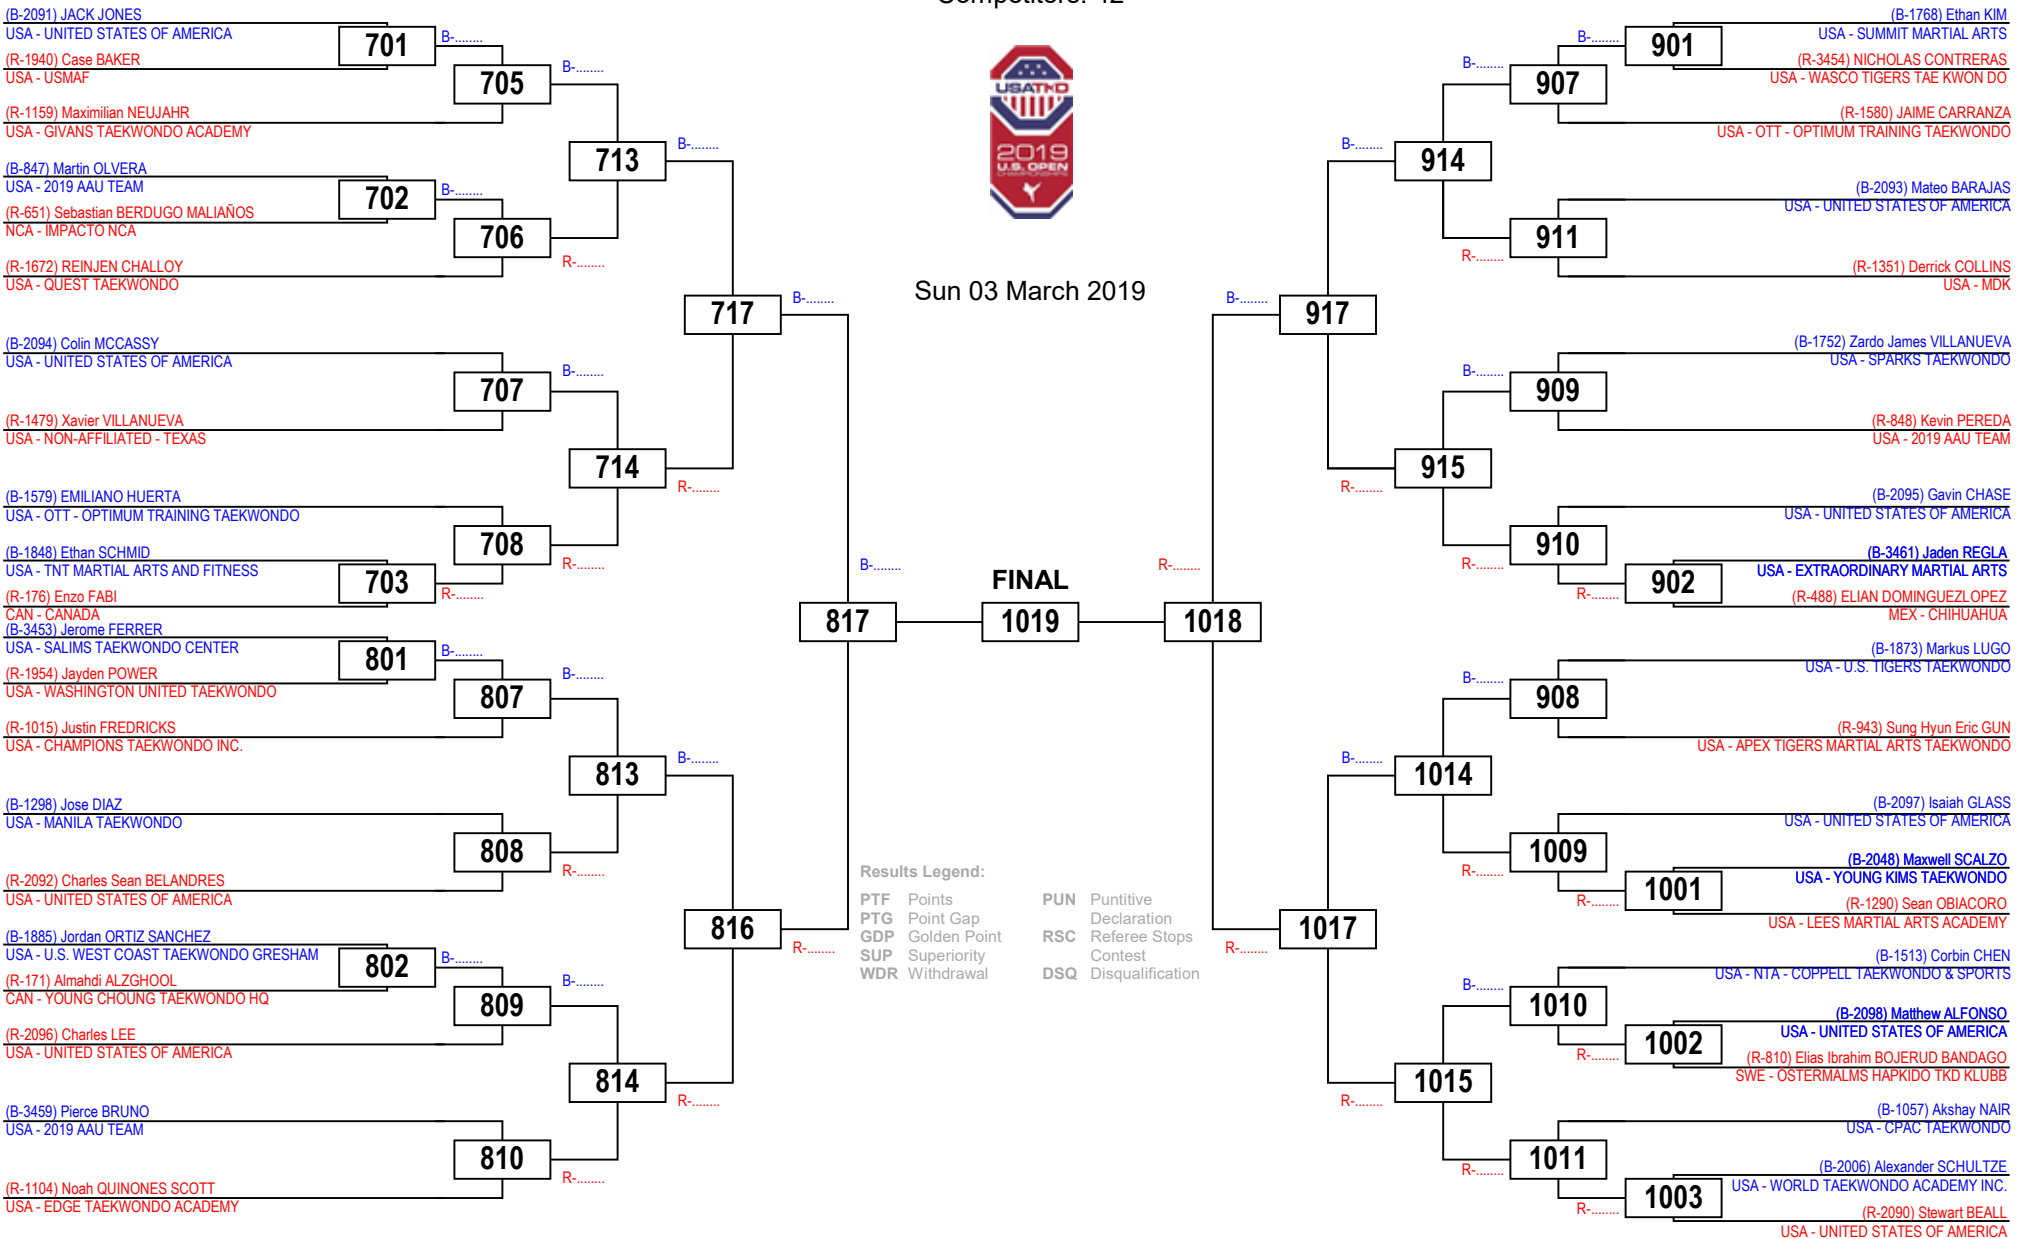 Competitors: 42
(B-2091) JACK JONES
USA - UNITED STATES OF AMERICA
701
B-........
(R-1940) Case BAKER
USA - USMAF
705
B-........
(R-1159) Maximilian NEUJAHR
USA - GIVANS TAEKWONDO ACADEMY
713
B-........
(B-847) Martin OLVERA
USA - 2019 AAU TEAM
702
B-........
(R-651) Sebastian BERDUGO MALIAÑOS
NCA - IMPACTO NCA
706
R-........
(R-1672) REINJEN CHALLOY
USA - QUEST TAEKWONDO
717
B-........
(B-2094) Colin MCCASSY
USA - UNITED STATES OF AMERICA
707
B-........
(R-1479) Xavier VILLANUEVA
USA - NON-AFFILIATED - TEXAS
714
R-........
(B-1579) EMILIANO HUERTA
USA - OTT - OPTIMUM TRAINING TAEKWONDO
708
R-........
(B-1848) Ethan SCHMID
USA - TNT MARTIAL ARTS AND FITNESS
703
R-........
(R-176) Enzo FABI
CAN - CANADA
817
B-........
(B-3453) Jerome FERRER
USA - SALIMS TAEKWONDO CENTER
801
B-........
(R-1954) Jayden POWER
USA - WASHINGTON UNITED TAEKWONDO
807
B-........
(R-1015) Justin FREDRICKS
USA - CHAMPIONS TAEKWONDO INC.
813
B-........
(B-1298) Jose DIAZ
USA - MANILA TAEKWONDO
808
R-........
(R-2092) Charles Sean BELANDRES
USA - UNITED STATES OF AMERICA
816
R-........
(B-1885) Jordan ORTIZ SANCHEZ
USA - U.S. WEST COAST TAEKWONDO GRESHAM
802
B-........
(R-171) Almahdi ALZGHOOL
CAN - YOUNG CHOUNG TAEKWONDO HQ
809
B-........
(R-2096) Charles LEE
USA - UNITED STATES OF AMERICA
814
R-........
(B-3459) Pierce BRUNO
USA - 2019 AAU TEAM
810
R-........
(R-1104) Noah QUINONES SCOTT
USA - EDGE TAEKWONDO ACADEMY
USATKD
2019
U.S. OPEN
CHAMPIONSHIPS
Sun 03 March 2019
FINAL
1019
Results Legend:
PTF Points
PTG Point Gap
GDP Golden Point
SUP Superiority
WDR Withdrawal
PUN Puntitive
Declaration
RSC Referee Stops
Contest
DSQ Disqualification
(B-1768) Ethan KIM
USA - SUMMIT MARTIAL ARTS
B-........
901
(R-3454) NICHOLAS CONTRERAS
USA - WASCO TIGERS TAE KWON DO
B-........
907
(R-1580) JAIME CARRANZA
USA - OTT - OPTIMUM TRAINING TAEKWONDO
B-........
914
(B-2093) Mateo BARAJAS
USA - UNITED STATES OF AMERICA
R-........
911
(R-1351) Derrick COLLINS
USA - MDK
B-........
917
(B-1752) Zardo James VILLANUEVA
USA - SPARKS TAEKWONDO
B-........
909
(R-848) Kevin PEREDA
USA - 2019 AAU TEAM
R-........
915
(B-2095) Gavin CHASE
USA - UNITED STATES OF AMERICA
R-........
910
(B-3461) Jaden REGLA
USA - EXTRAORDINARY MARTIAL ARTS
R-........
902
(R-488) ELIAN DOMINGUEZLOPEZ
MEX - CHIHUAHUA
R-........
1018
(B-1873) Markus LUGO
USA - U.S. TIGERS TAEKWONDO
B-........
908
(R-943) Sung Hyun Eric GUN
USA - APEX TIGERS MARTIAL ARTS TAEKWONDO
B-........
1014
(B-2097) Isaiah GLASS
USA - UNITED STATES OF AMERICA
R-........
1009
(B-2048) Maxwell SCALZO
USA - YOUNG KIMS TAEKWONDO
R-........
1001
(R-1290) Sean OBIACORO
USA - LEES MARTIAL ARTS ACADEMY
R-........
1017
(B-1513) Corbin CHEN
USA - NTA - COPPELL TAEKWONDO & SPORTS
B-........
1010
(B-2098) Matthew ALFONSO
USA - UNITED STATES OF AMERICA
R-........
1002
(R-810) Elias Ibrahim BOJERUD BANDAGO
SWE - OSTERMALMS HAPKIDO TKD KLUBB
R-........
1015
(B-1057) Akshay NAIR
USA - CPAC TAEKWONDO
R-........
1011
(B-2006) Alexander SCHULTZE
USA - WORLD TAEKWONDO ACADEMY INC.
R-........
1003
(R-2090) Stewart BEALL
USA - UNITED STATES OF AMERICA